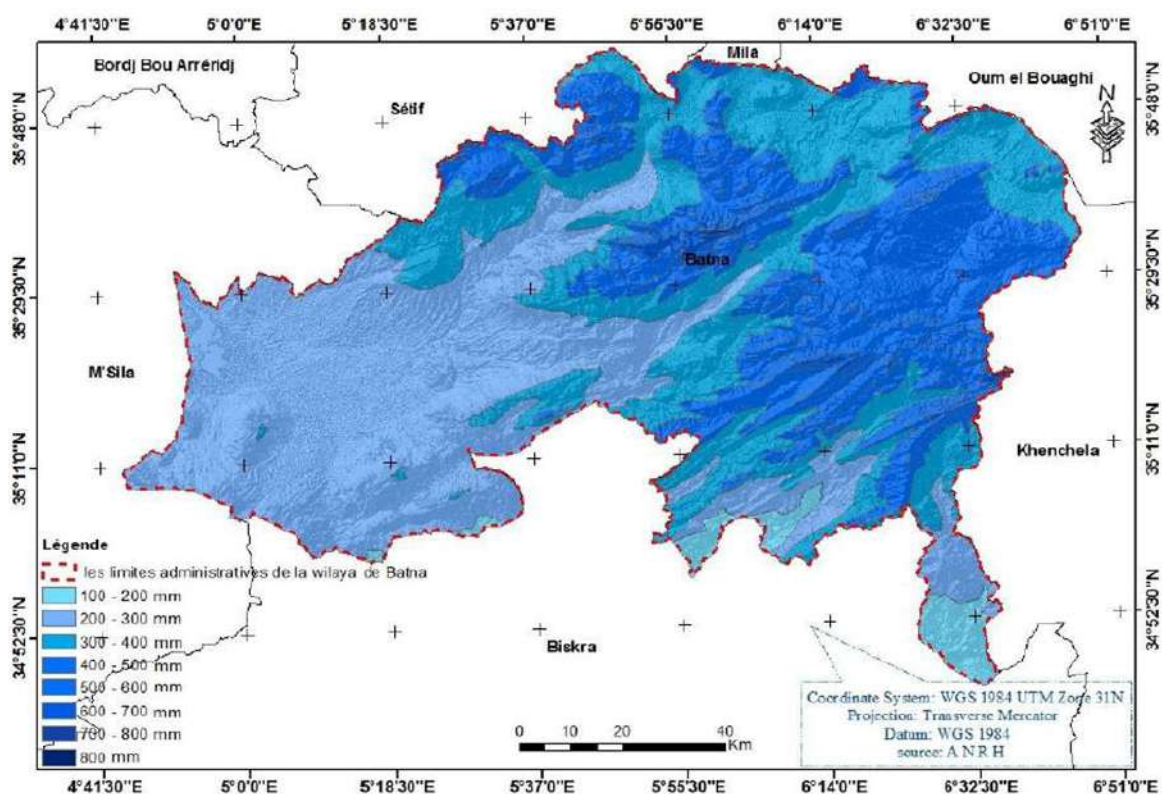 4°41'30"E 5°0'0"E 5°18'30"E 5°37'0"E 5°56'30"E 6°14'0"E 6°32'30"E 6°51'0"E
Mila
Bordj Bou Arréridj
Oum el Bouaghi
N
Sétif
35°48'0"N
35°48'0"N
Batna
35°29'30"N
35°29'30"N
M'Sila
35°11'0"N
35°11'0"N
Khenchela
Légende
les limites administratives de la wilaya de Batna
100 - 200 mm
200 - 300 mm
300 - 400 mm
400 - 500 mm
500 - 600 mm
600 - 700 mm
700 - 800 mm
800 mm
34°52'30"N
34°52'30"N
Biskra
Coordinate System: WGS 1984 UTM Zone 31N
Projection: Transverse Mercator
Datum: WGS 1984
source: A N R H
0 10 20 40
Km
4°41'30"E 5°0'0"E 5°18'30"E 5°37'0"E 5°55'30"E 6°14'0"E 6°32'30"E 6°51'0"E